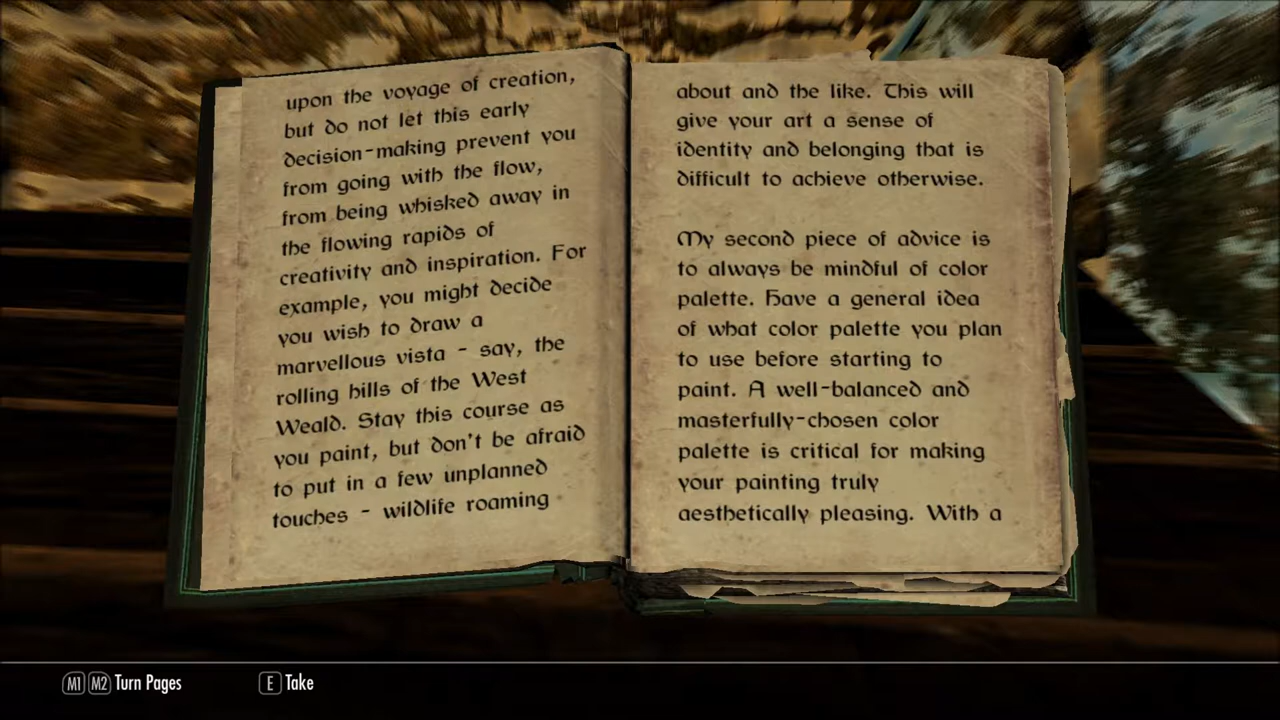 upon the voyage of creation,
but do not let this early
decision-making prevent you
from going with the flow,
from being whisked away in
the flowing rapids of
creativity and inspiration. For
example, you might decide
you wish to draw a
marvellous vista - say, the
rolling hills of the West
Weald. Stay this course as
you paint, but don't be afraid
to put in a few unplanned
touches - wildlife roaming
about and the like. This will
give your art a sense of
identity and belonging that is
difficult to achieve otherwise.
My second piece of advice is
to always be mindful of color
palette. Have a general idea
of what color palette you plan
to use before starting to
paint. A well-balanced and
masterfully-chosen color
palette is critical for making
your painting truly
aesthetically pleasing. With a
M1 M2 Turn Pages E Take